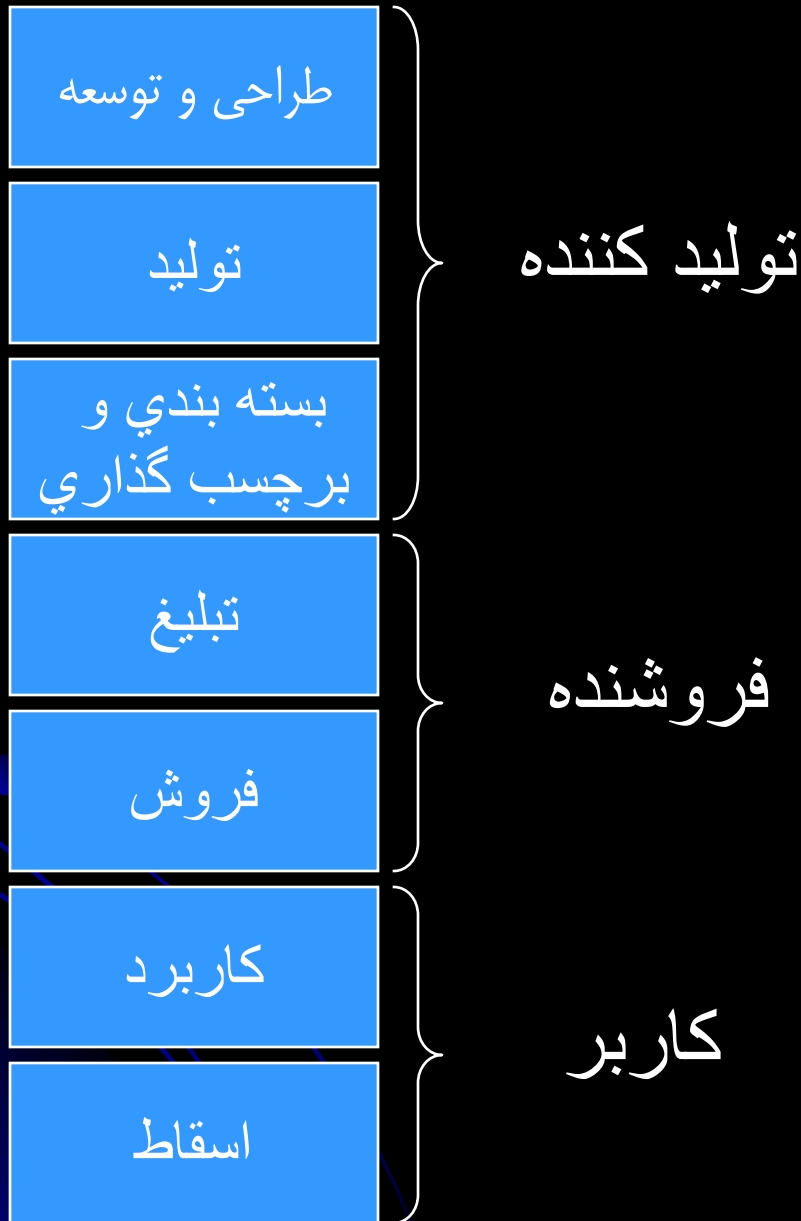 طراحی و توسعه
تولید
بسته بندي و
برچسب گذاري
تولید کننده
تبلیغ
فروش
فروشنده
کاربرد
اسقاط
کاربر